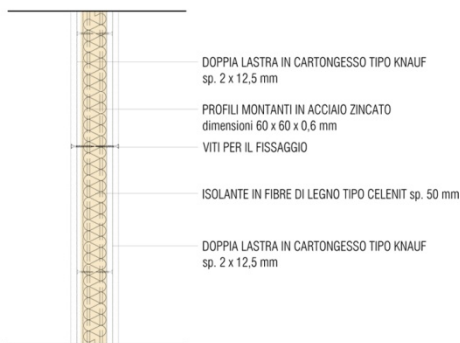 DOPPIA LASTRA IN CARTONGESSO TIPO KNAUF
sp. 2 x 12,5 mm
PROFILI MONTANTI IN ACCIAIO ZINCATO
dimensioni 60 x 60 x 0,6 mm
VITI PER IL FISSAGGIO
ISOLANTE IN FIBRE DI LEGNO TIPO CELENIT sp. 50 mm
DOPPIA LASTRA IN CARTONGESSO TIPO KNAUF
sp. 2 x 12,5 mm